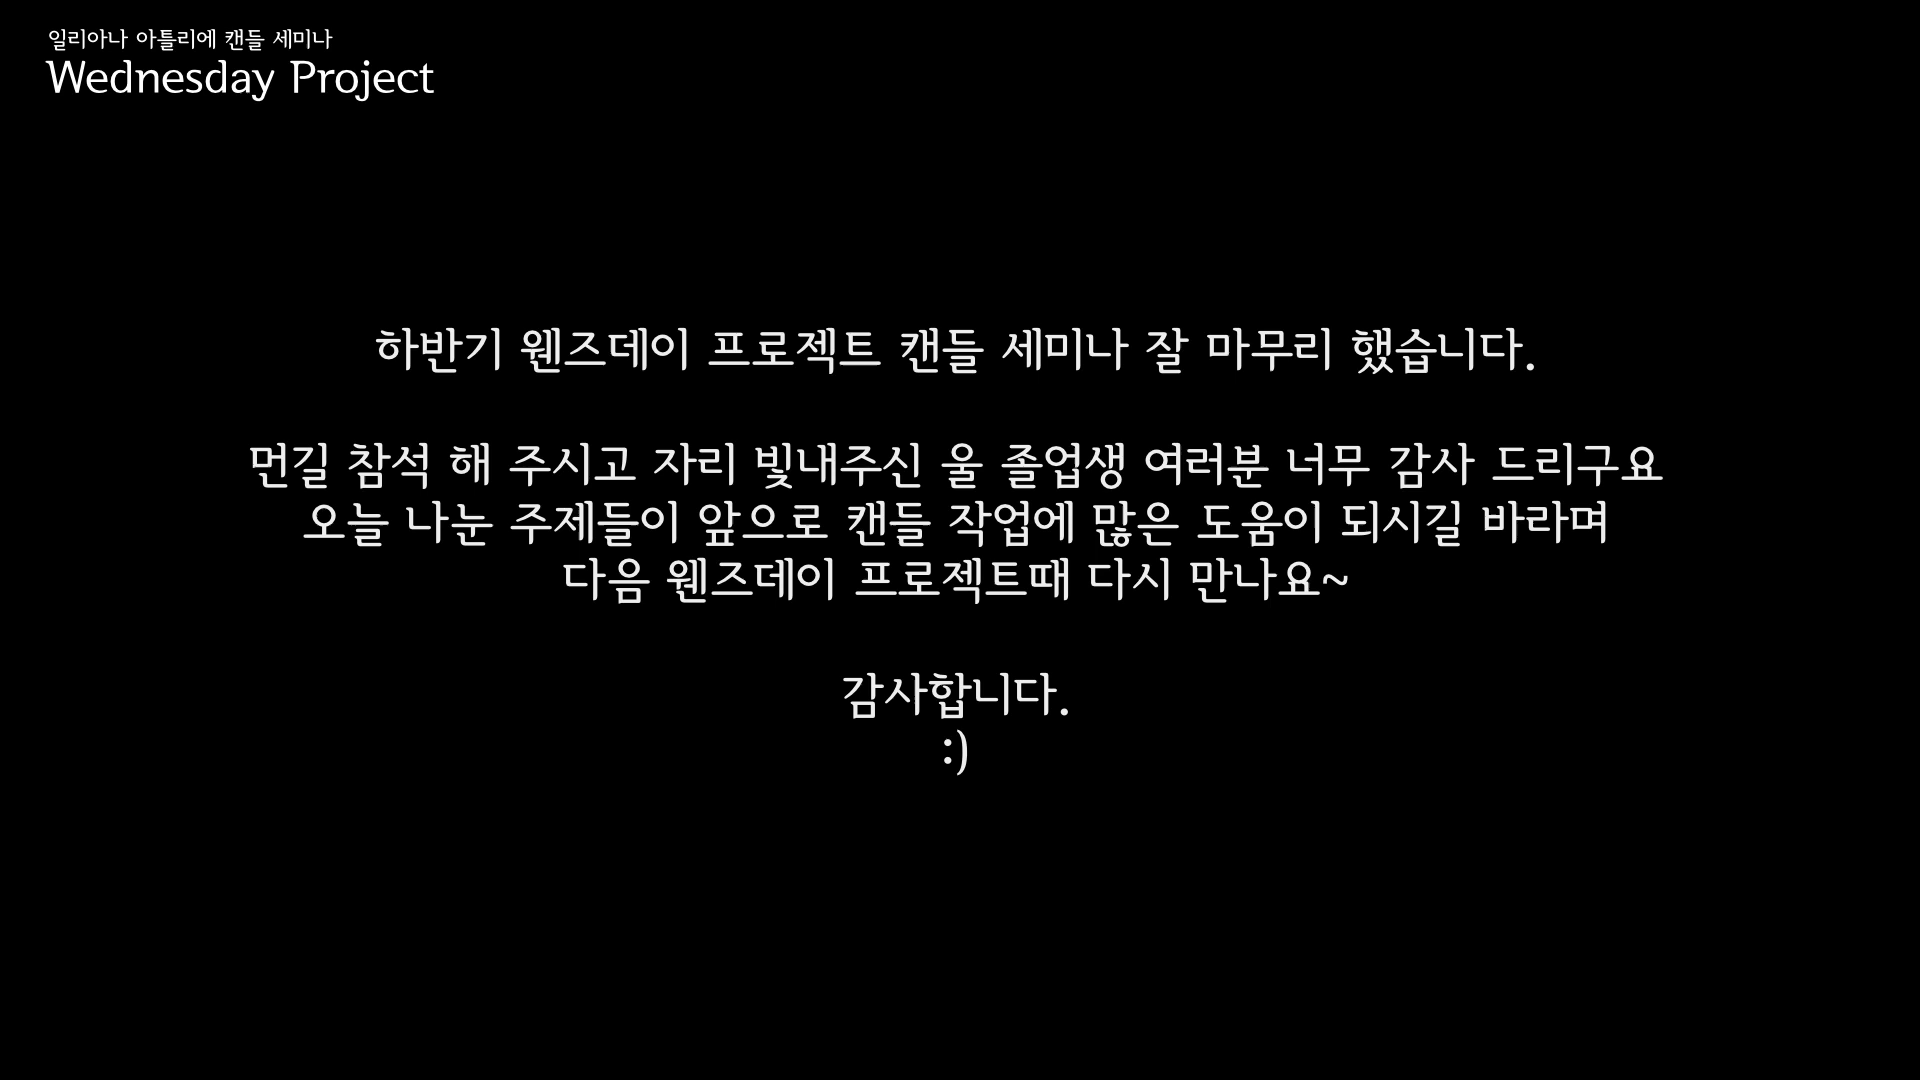 일리아나 아틀리에 캔들 세미나
Wednesday Project
하반기 웬즈데이 프로젝트 캔들 세미나 잘 마무리 했습니다.
먼길 참석 해 주시고 자리 빛내주신 울 졸업생 여러분 너무 감사 드리구요
오늘 나눈 주제들이 앞으로 캔들 작업에 많은 도움이 되시길 바라며
다음 웬즈데이 프로젝트때 다시 만나요~
감사합니다.
:)